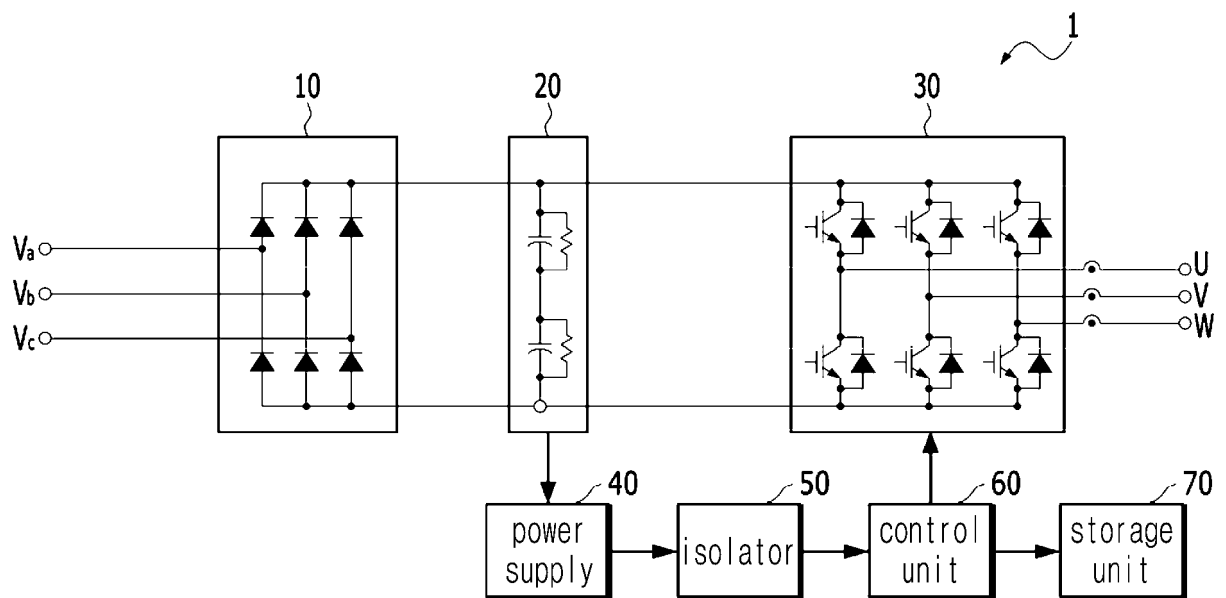 1
10
20
30
Va
Vb
Vc
U
V
W
40
50
60
70
power
supply
isolator
control
unit
storage
unit